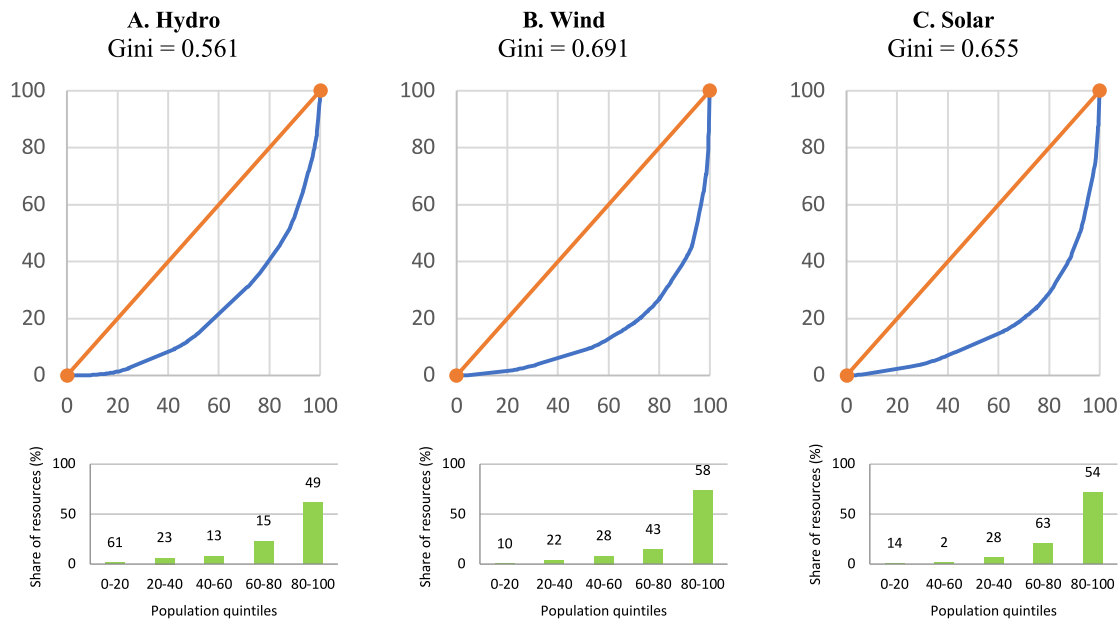 A. Hydro
Gini = 0.561
100
80
60
40
20
0
0 20 40 60 80 100
Share of resources (%)
100
50
0
61 23 13 15 49
0-20 20-40 40-60 60-80 80-100
Population quintiles
B. Wind
Gini = 0.691
100
80
60
40
20
0
0 20 40 60 80 100
Share of resources (%)
100
50
0
10 22 28 43 58
0-20 20-40 40-60 60-80 80-100
Population quintiles
C. Solar
Gini = 0.655
100
80
60
40
20
0
0 20 40 60 80 100
Share of resources (%)
100
50
0
14 2 28 63 54
0-20 40-60 20-40 60-80 80-100
Population quintiles